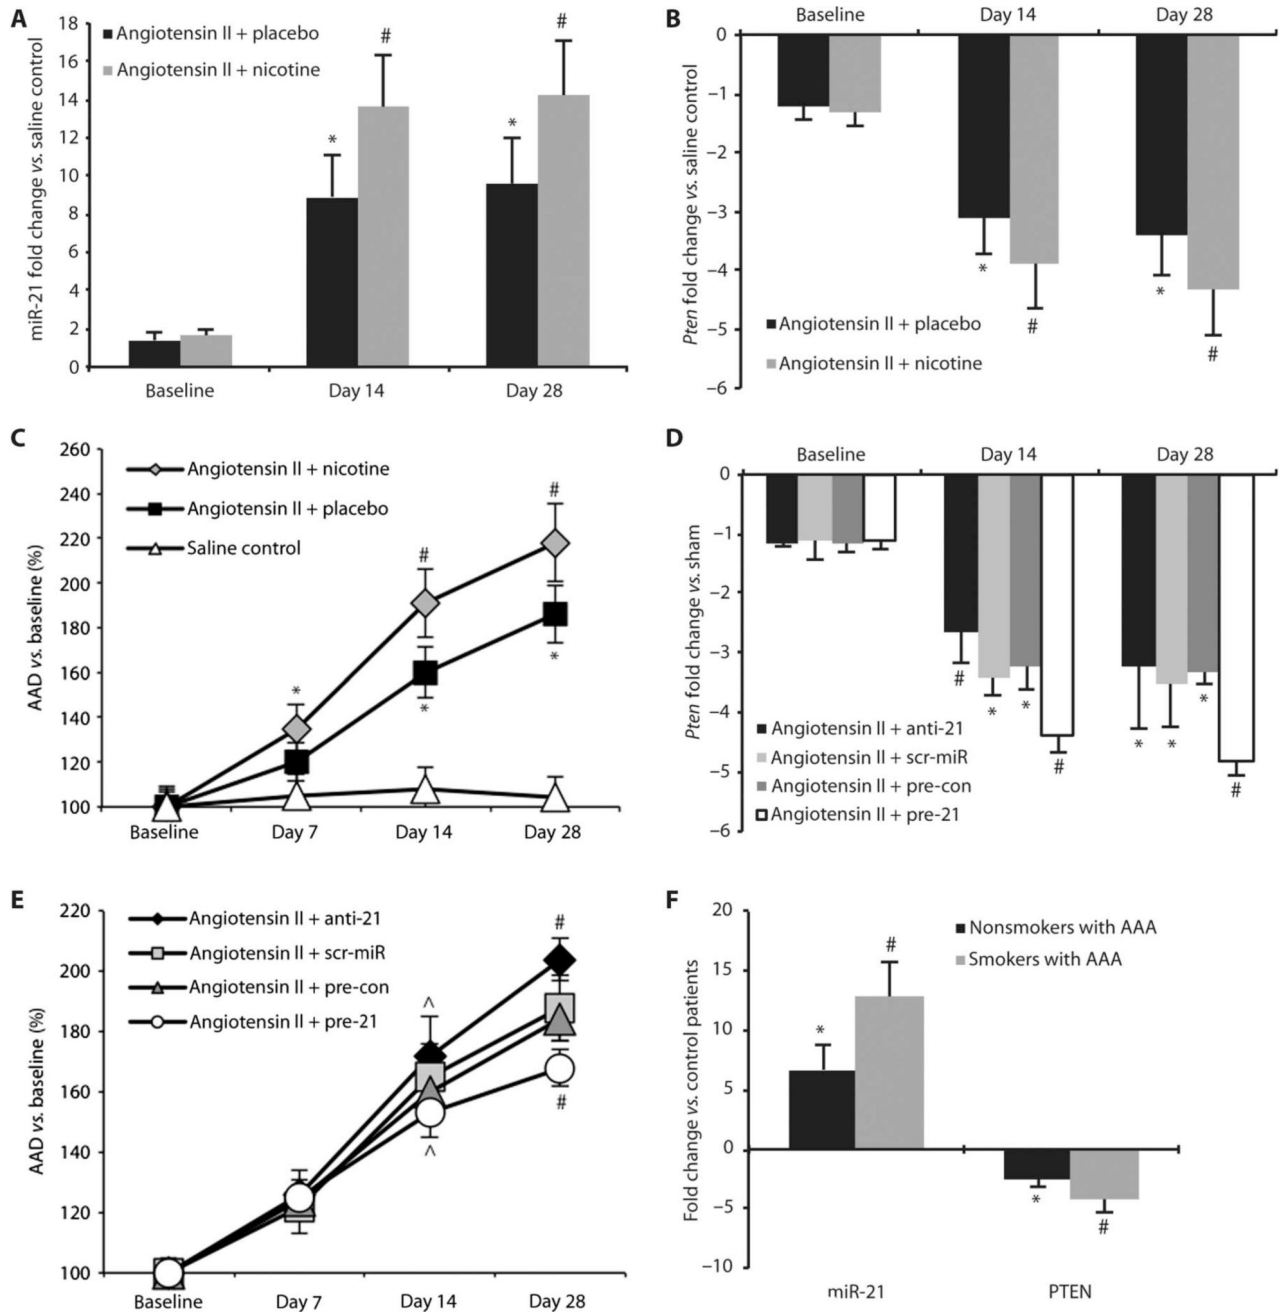 A
18
16
14
12
10
8
6
4
2
0
miR-21 fold change vs. saline control
Angiotensin II + placebo
Angiotensin II + nicotine
*
#
*
#
Baseline
Day 14
Day 28
B
Baseline
Day 14
Day 28
0
−1
−2
−3
−4
−5
−6
Pten fold change vs. saline control
*
#
*
#
Angiotensin II + placebo
Angiotensin II + nicotine
C
260
240
220
200
180
160
140
120
100
AAD vs. baseline (%)
Angiotensin II + nicotine
Angiotensin II + placebo
Saline control
*
#
*
#
*
Baseline
Day 7
Day 14
Day 28
D
Baseline
Day 14
Day 28
0
−1
−2
−3
−4
−5
−6
Pten fold change vs. sham
#
*
*
#
*
*
*
#
Angiotensin II + anti-21
Angiotensin II + scr-miR
Angiotensin II + pre-con
Angiotensin II + pre-21
E
220
200
180
160
140
120
100
AAD vs. baseline (%)
Angiotensin II + anti-21
Angiotensin II + scr-miR
Angiotensin II + pre-con
Angiotensin II + pre-21
^
^
#
#
Baseline
Day 7
Day 14
Day 28
F
20
15
10
5
0
−5
−10
Fold change vs. control patients
Nonsmokers with AAA
Smokers with AAA
*
#
*
#
miR-21
PTEN